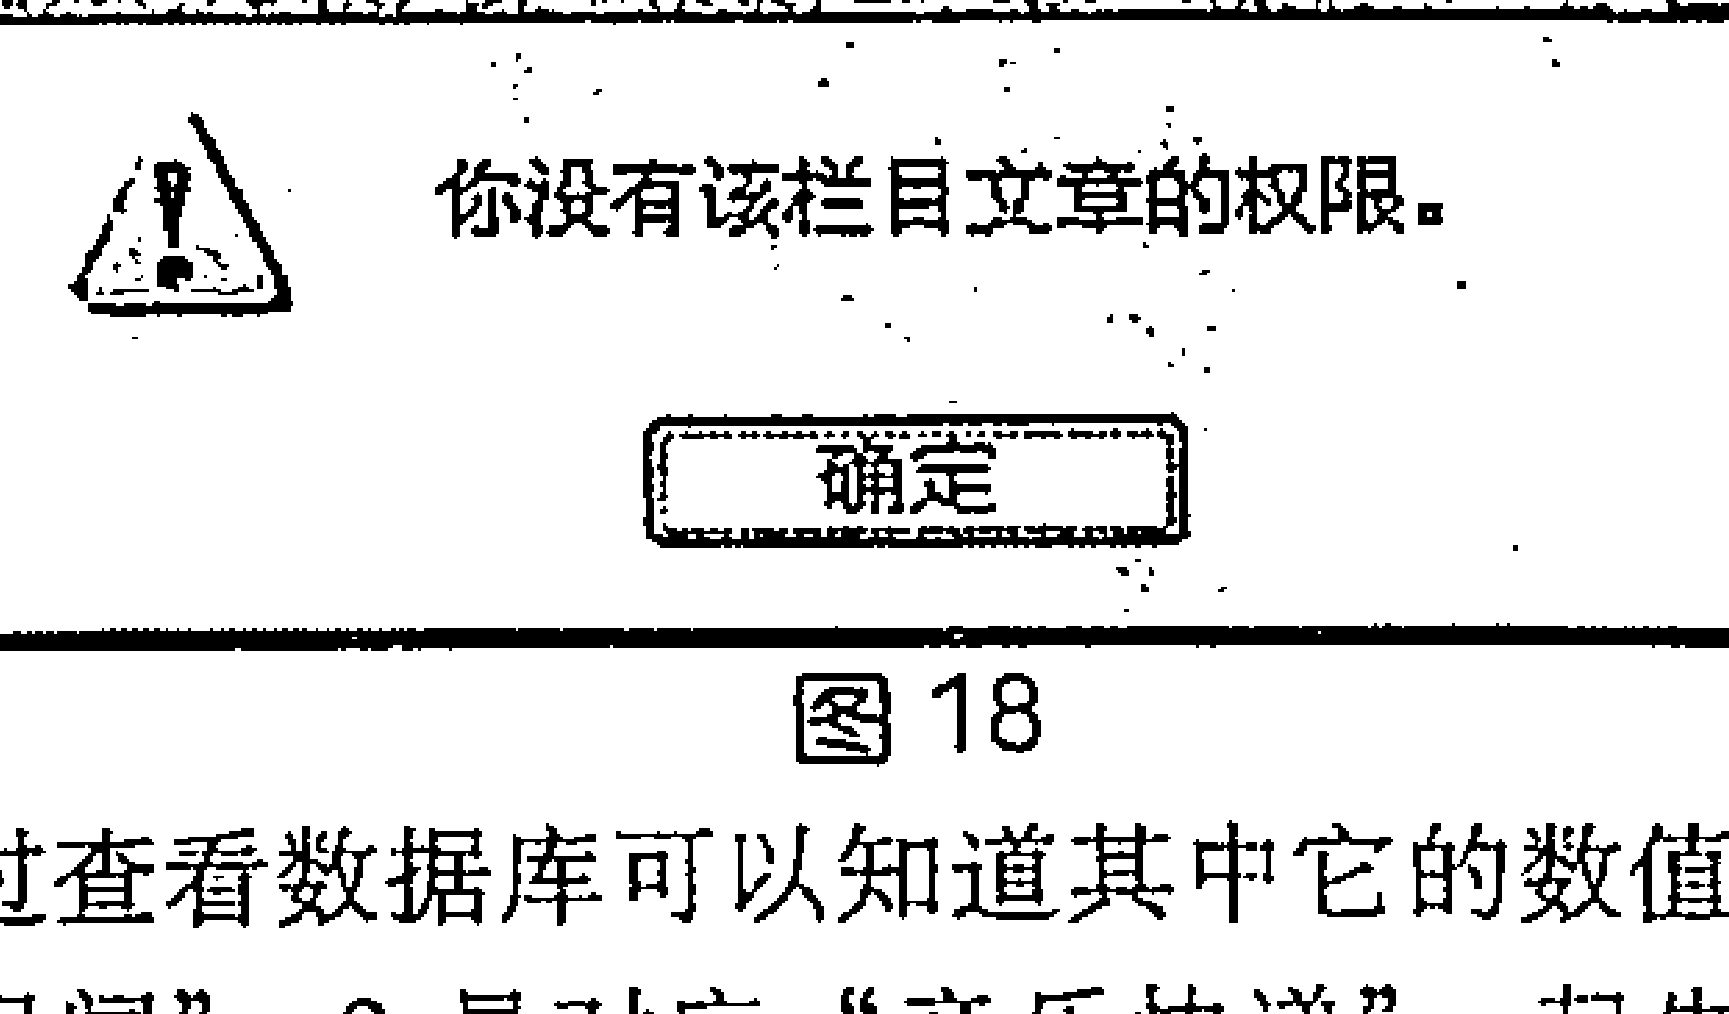 你没有该栏目文章的权限。
确定
图 18
过查看数据库可以知道其中它的数值